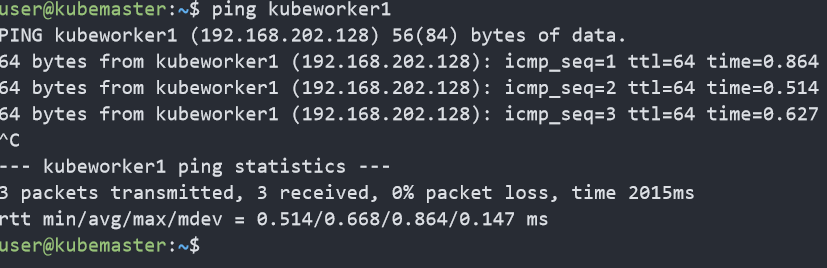 user@kubemaster:~$ ping kubeworker1
PING kubeworker1 (192.168.202.128) 56(84) bytes of data.
64 bytes from kubeworker1 (192.168.202.128): icmp_seq=1 ttl=64 time=0.864
64 bytes from kubeworker1 (192.168.202.128): icmp_seq=2 ttl=64 time=0.514
64 bytes from kubeworker1 (192.168.202.128): icmp_seq=3 ttl=64 time=0.627
^C
--- kubeworker1 ping statistics ---
3 packets transmitted, 3 received, 0% packet loss, time 2015ms
rtt min/avg/max/mdev = 0.514/0.668/0.864/0.147 ms
user@kubemaster:~$